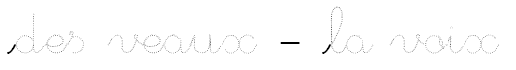 des veaux - la voix